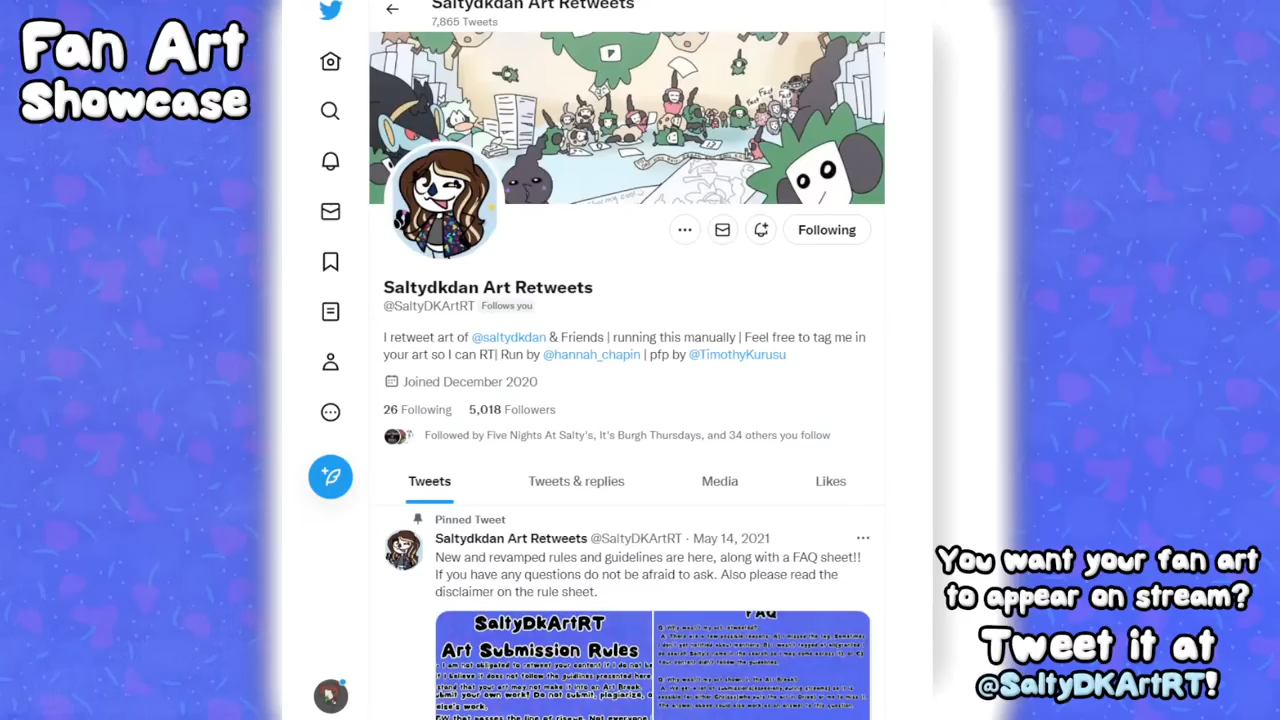 Fan Art
Showcase
Saltydkdan Art Retweets
7,865 Tweets
Following
Saltydkdan Art Retweets
@SaltyDKArtRT Follows you
I retweet art of @saltydkdan & Friends | running this manually | Feel free to tag me in
your art so I can RT| Run by @hannah_chapin | pfp by @TimothyKurusu
Joined December 2020
26 Following 5,018 Followers
Followed by Five Nights At Salty's, It's Burgh Thursdays, and 34 others you follow
Tweets Tweets & replies Media Likes
Pinned Tweet
Saltydkdan Art Retweets @SaltyDKArtRT · May 14, 2021
New and revamped rules and guidelines are here, along with a FAQ sheet!!
If you have any questions do not be afraid to ask. Also please read the
disclaimer on the rule sheet.
SaltyDkArtRT
Art Submission Rules
FAQ
You want your fan art
to appear on stream?
Tweet it at
@SaltyDKArtRT!